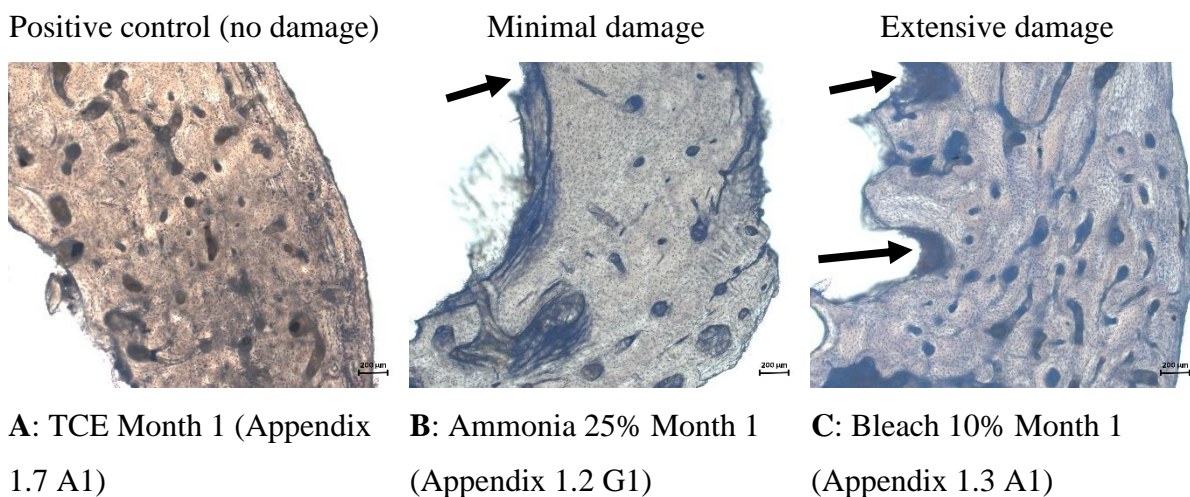 Positive control (no damage)
Minimal damage
Extensive damage
200 µm
200 µm
200 µm
A: TCE Month 1 (Appendix
1.7 A1)
B: Ammonia 25% Month 1
(Appendix 1.2 G1)
C: Bleach 10% Month 1
(Appendix 1.3 A1)